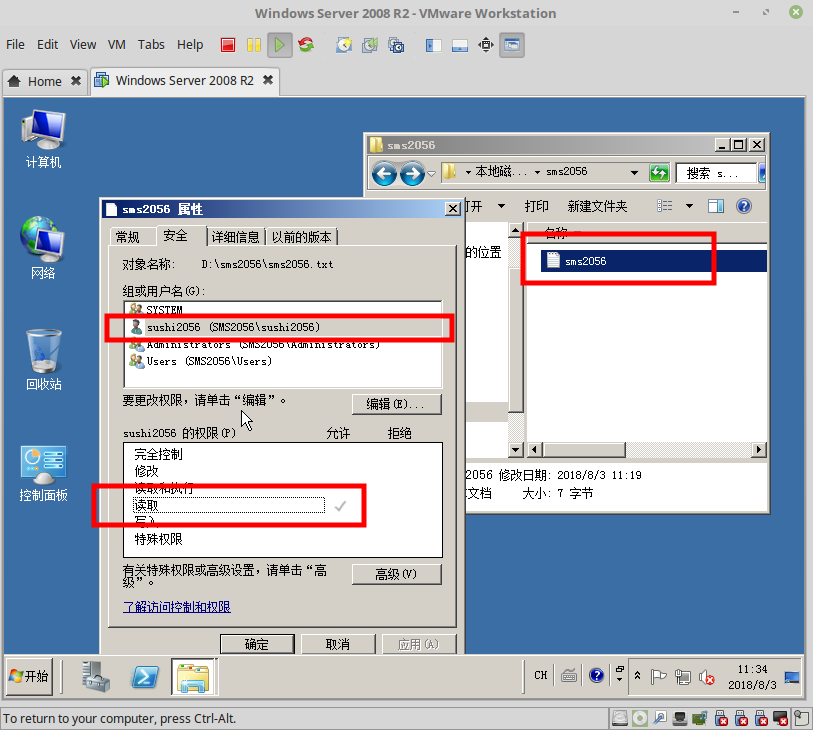 Windows Server 2008 R2 - VMware Workstation
File Edit View VM Tabs Help
Home
Windows Server 2008 R2
计算机
网络
回收站
控制面板
sms2056
本地磁... sms2056
搜索 s...
打印 新建文件夹
的位置
名称
sms2056
2056 修改日期: 2018/8/3 11:19
文档 大小: 7 字节
sms2056 属性
常规 安全 详细信息 以前的版本
对象名称: D:\sms2056\sms2056.txt
组或用户名(G):
SYSTEM
sushi2056 (SMS2056\sushi2056)
Administrators (SMS2056\Administrators)
Users (SMS2056\Users)
要更改权限，请单击“编辑”。
编辑(E)...
sushi2056 的权限(P) 允许 拒绝
完全控制
修改
读取和执行
读取
写入
特殊权限
有关特殊权限或高级设置，请单击“高
级”。
高级(V)
了解访问控制和权限
确定 取消 应用(A)
开始
CH
11:34
2018/8/3
To return to your computer, press Ctrl-Alt.